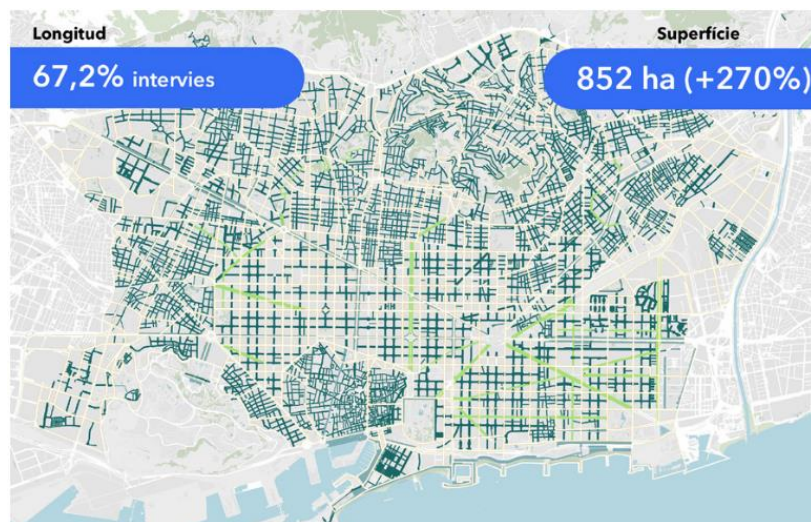 Longitud
67,2% intervies
Superfície
852 ha (+270%)